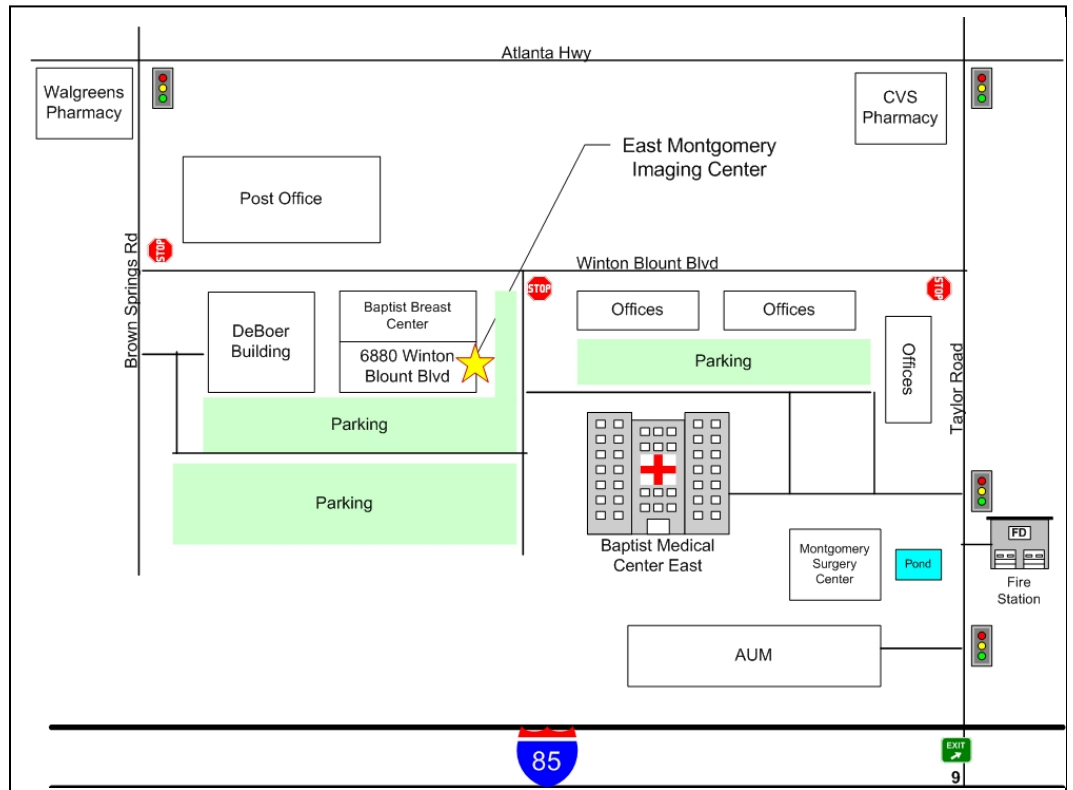 Atlanta Hwy
Walgreens
Pharmacy
CVS
Pharmacy
East Montgomery
Imaging Center
Post Office
Brown Springs Rd
STOP
Winton Blount Blvd
STOP
STOP
DeBoer
Building
Baptist Breast
Center
6880 Winton
Blount Blvd
Offices
Offices
Offices
Taylor Road
Parking
Parking
Parking
Baptist Medical
Center East
Montgomery
Surgery
Center
Pond
FD
Fire
Station
AUM
85
EXIT
9